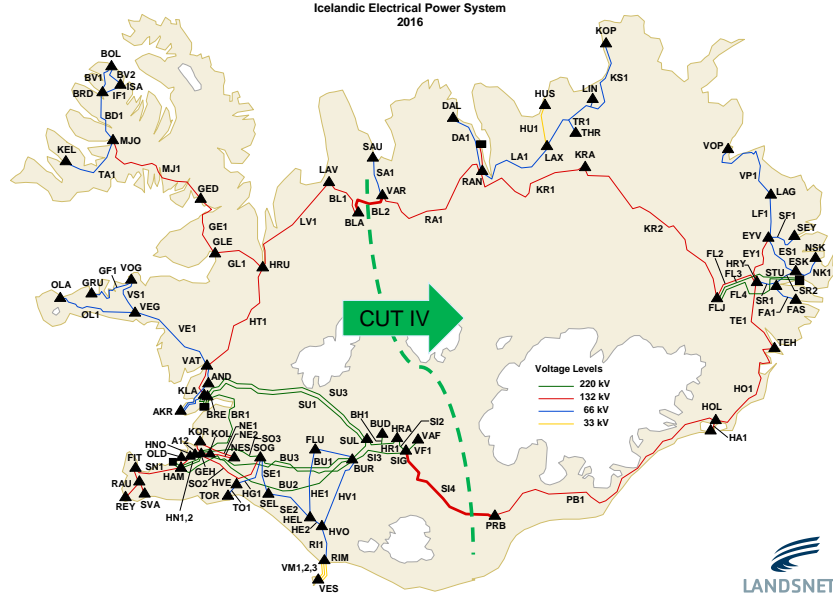 Icelandic Electrical Power System
2016
KOP
BOL
BV1
BV2
ISA
BRD
IF1
BD1
MJO
KEL
TA1
MJ1
GED
GE1
GLE
GL1
HRU
LAV
LV1
BL1
BLA
BL2
SAU
SA1
VAR
RA1
DAL
DA1
RAN
HUS
HU1
LA1
LAX
LIN
KS1
TR1
THR
KRA
KR1
KR2
VOP
VP1
LAG
LF1
SF1
SEY
EYV
EY1
ES1
NSK
ESK
NK1
FL2
HRY
FL3
STU
FL4
SR1
SR2
FA1
FAS
FLJ
TE1
TEH
HO1
HOL
HA1
OLA
GRU
GF1
VOG
VS1
OL1
VEG
VE1
HT1
CUT IV
VAT
AND
KLA
AKR
BRE
BR1
SU3
SU1
Voltage Levels
220 kV
132 kV
66 kV
33 kV
BH1
BUD
HRA
SI2
VAF
SUL
HR1
VF1
SI3
SIG
BUR
SI4
PRB
PB1
KOR
KOL
NE1
NE2
SO3
A12
HNO
OLD
NES
SOG
FIT
SN1
HAM
SO2
GEH
HVE
HG1
SE1
BU3
BU1
FLU
BU2
RAU
REY
SVA
HN1,2
TOR
TO1
SEL
SE2
HEL
HE1
HE2
HV1
HVO
RI1
RIM
VM1,2,3
VES
LANDSNET